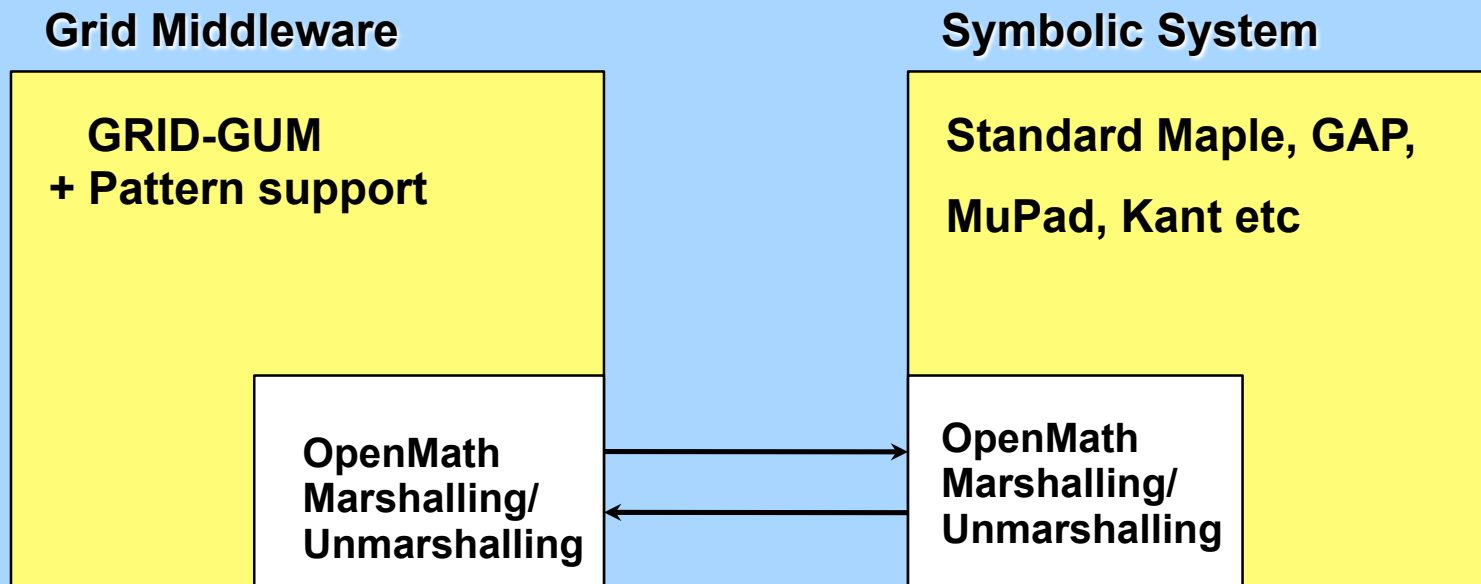 Grid Middleware
Symbolic System
GRID-GUM
+ Pattern support
Standard Maple, GAP,
MuPad, Kant etc
OpenMath
Marshalling/
Unmarshalling
OpenMath
Marshalling/
Unmarshalling